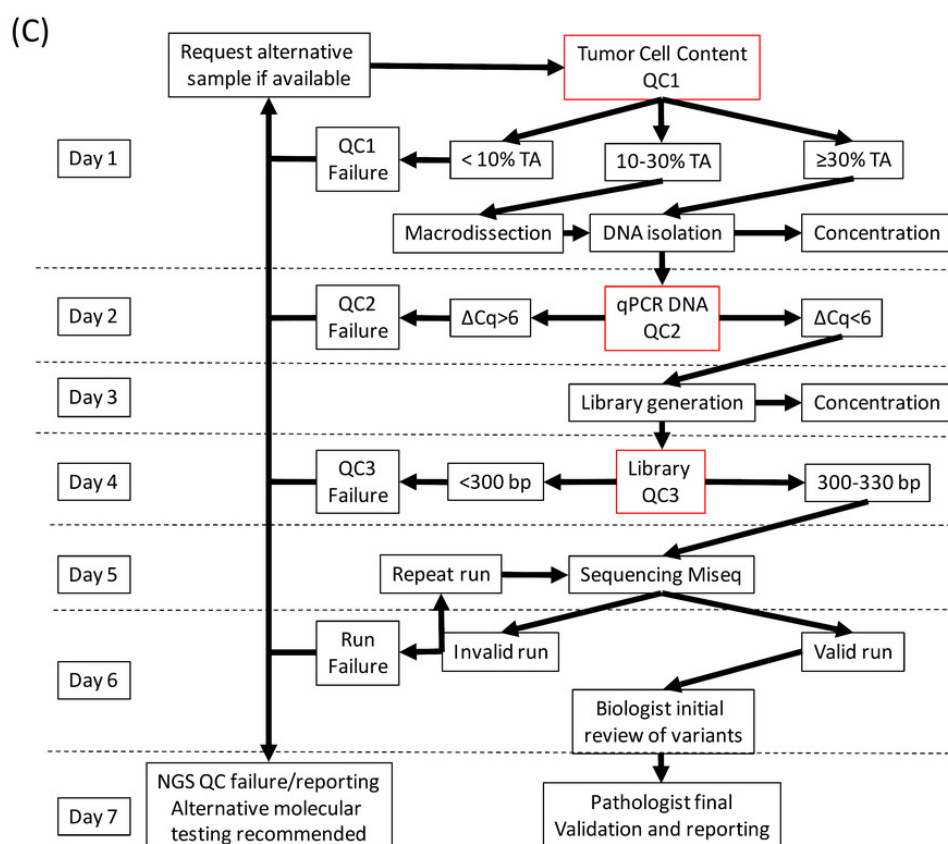 (C)
Request alternative
sample if available
Tumor Cell Content
QC1
Day 1
QC1
Failure
< 10% TA
10-30% TA
≥30% TA
Macrodissection
DNA isolation
Concentration
Day 2
QC2
Failure
ΔCq>6
qPCR DNA
QC2
ΔCq<6
Day 3
Library generation
Concentration
Day 4
QC3
Failure
<300 bp
Library
QC3
300-330 bp
Day 5
Repeat run
Sequencing Miseq
Day 6
Run
Failure
Invalid run
Valid run
Biologist initial
review of variants
Day 7
NGS QC failure/reporting
Alternative molecular
testing recommended
Pathologist final
Validation and reporting